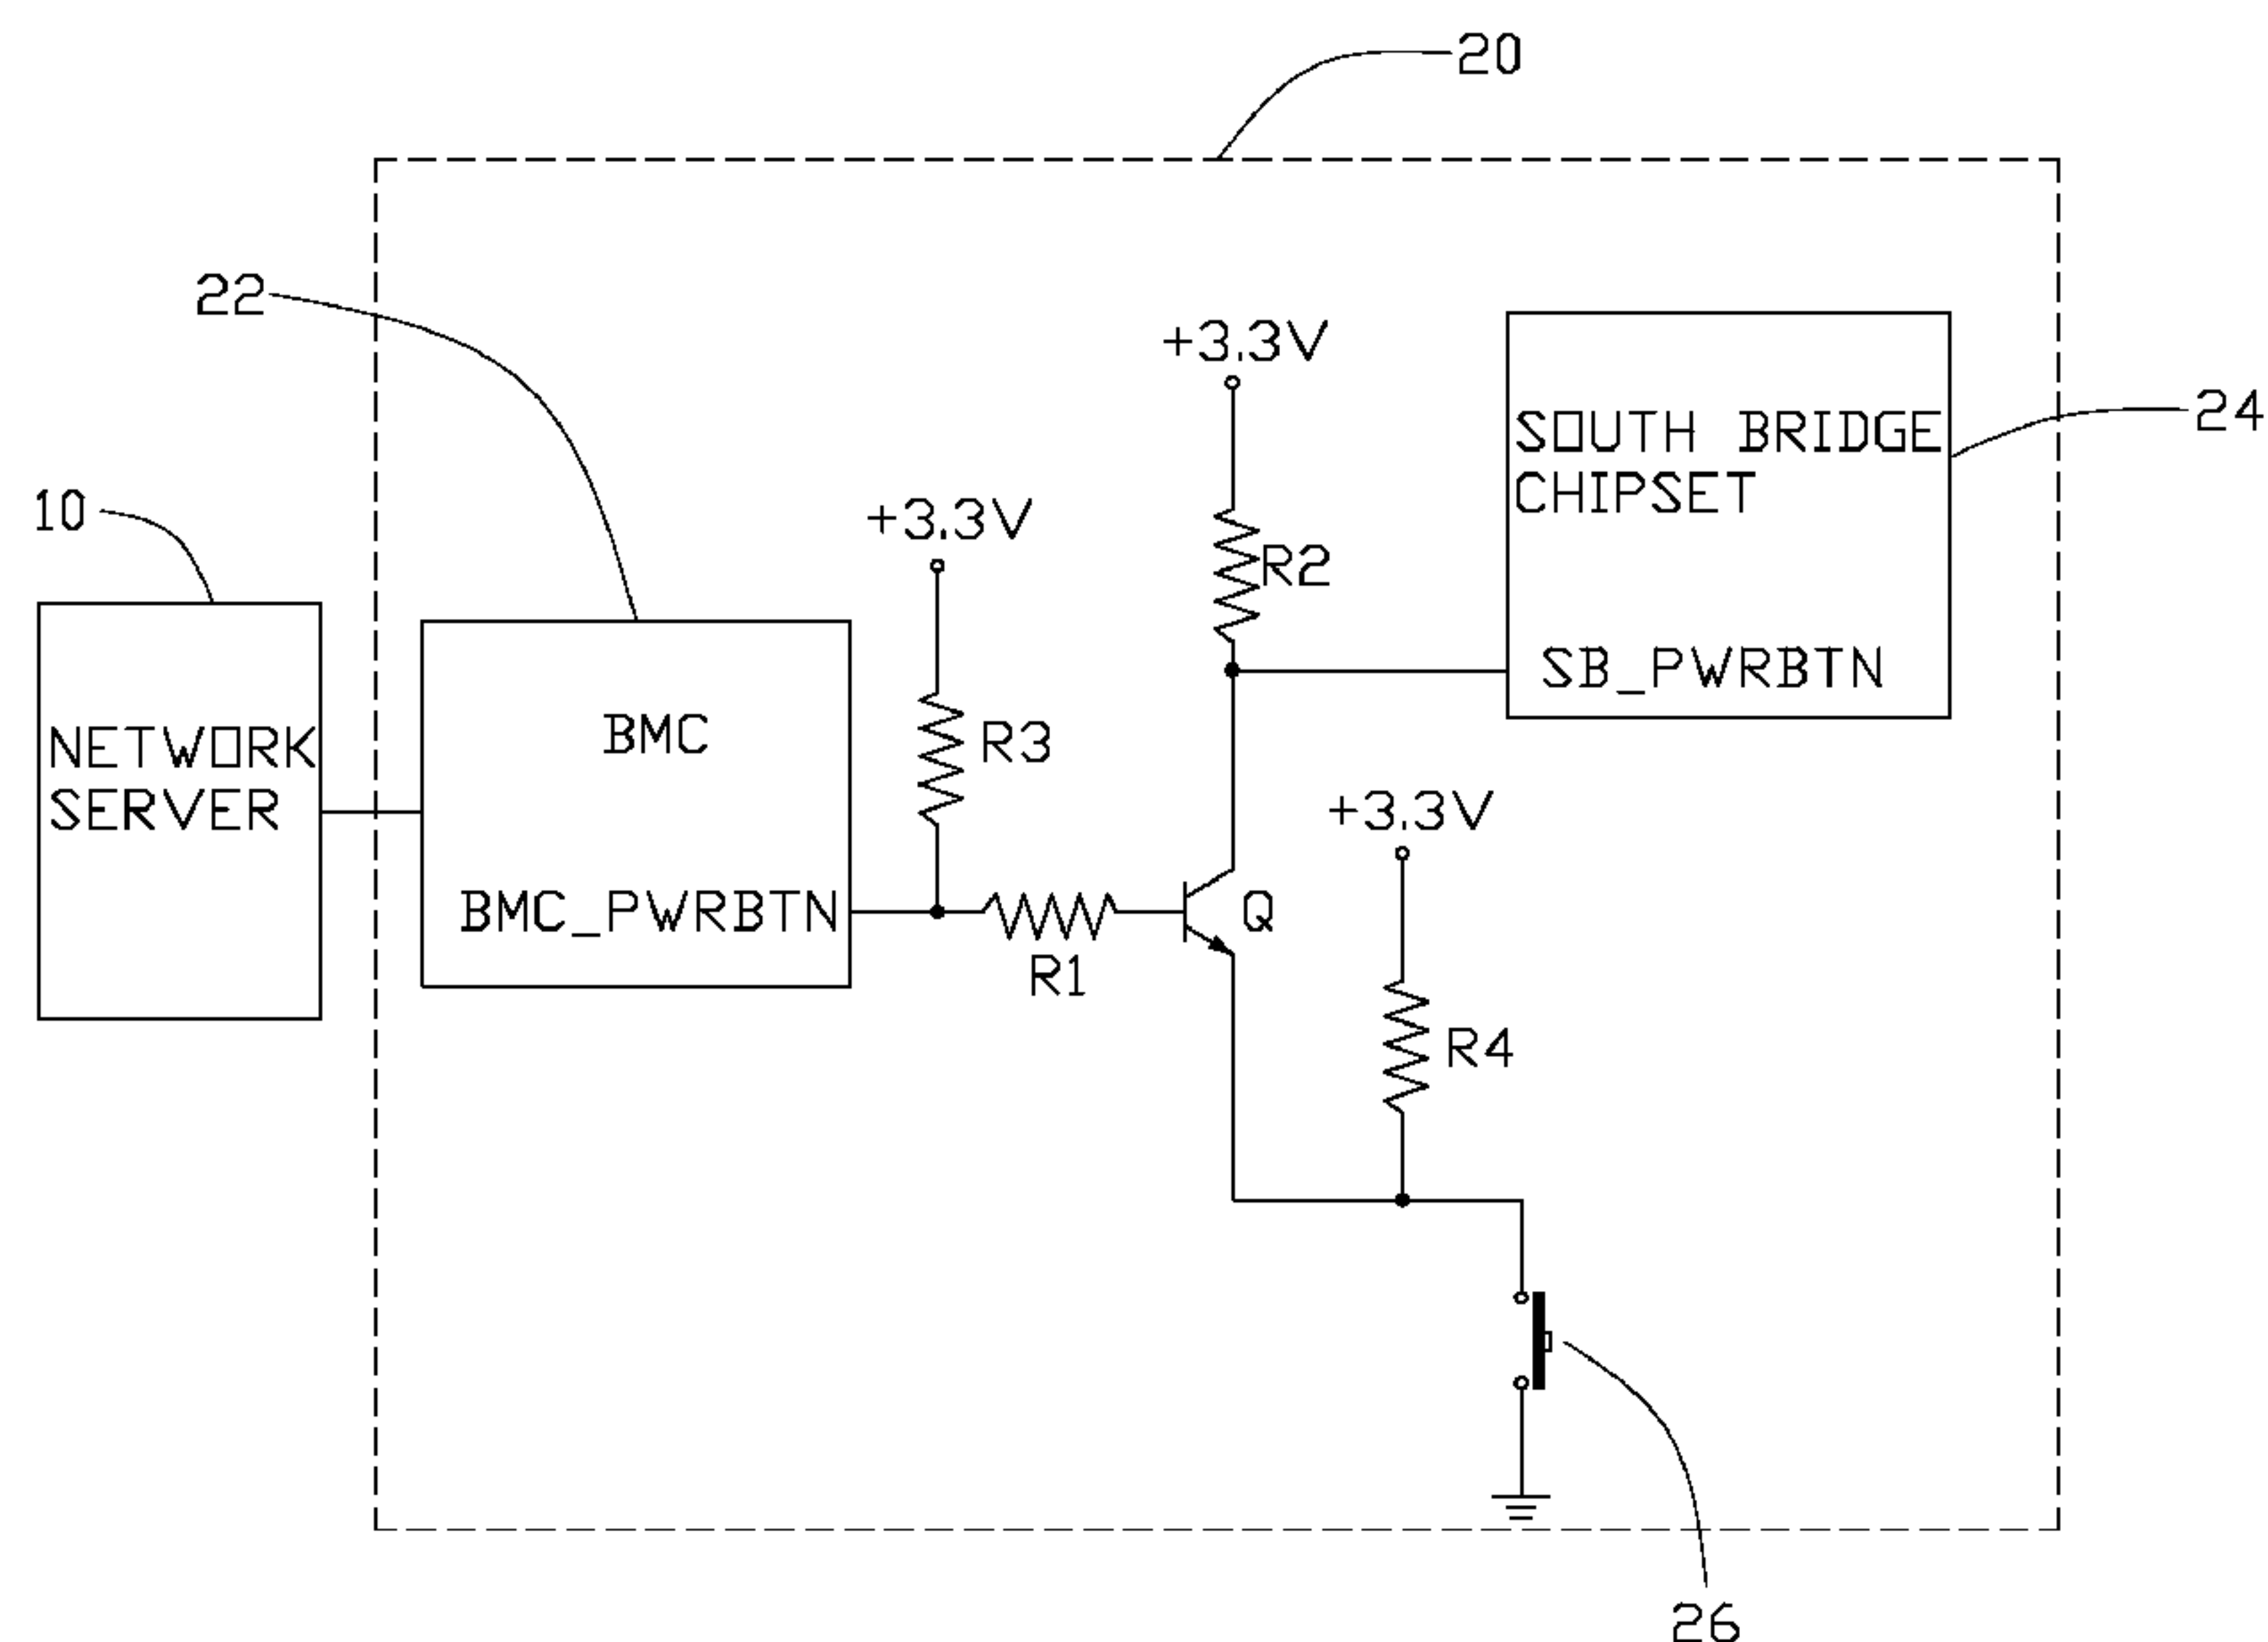 20
22
+3.3V
SOUTH BRIDGE
CHIPSET
24
10
+3.3V
R2
SB_PWRBTN
NETWORK
SERVER
BMC
R3
+3.3V
BMC_PWRBTN
Q
R1
R4
26